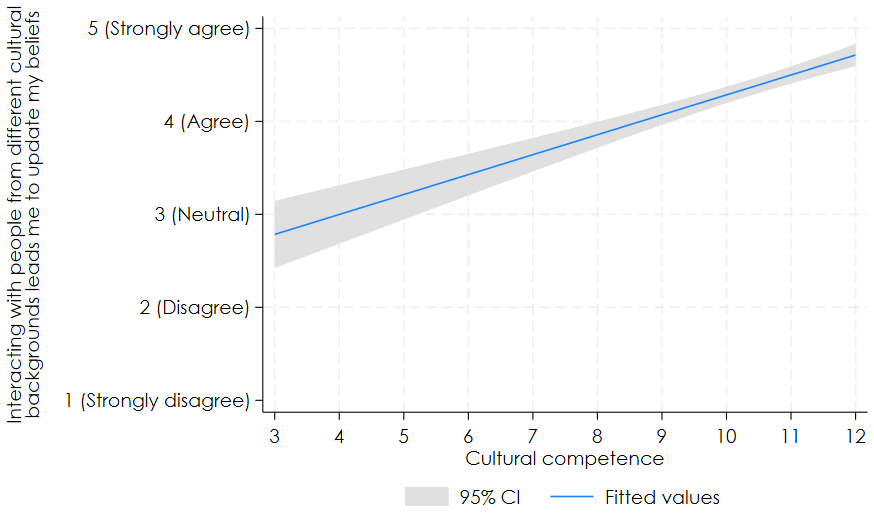 Interacting with people from different cultural
backgrounds leads me to update my beliefs
5 (Strongly agree)
4 (Agree)
3 (Neutral)
2 (Disagree)
1 (Strongly disagree)
3 4 5 6 7 8 9 10 11 12
Cultural competence
95% CI Fitted values